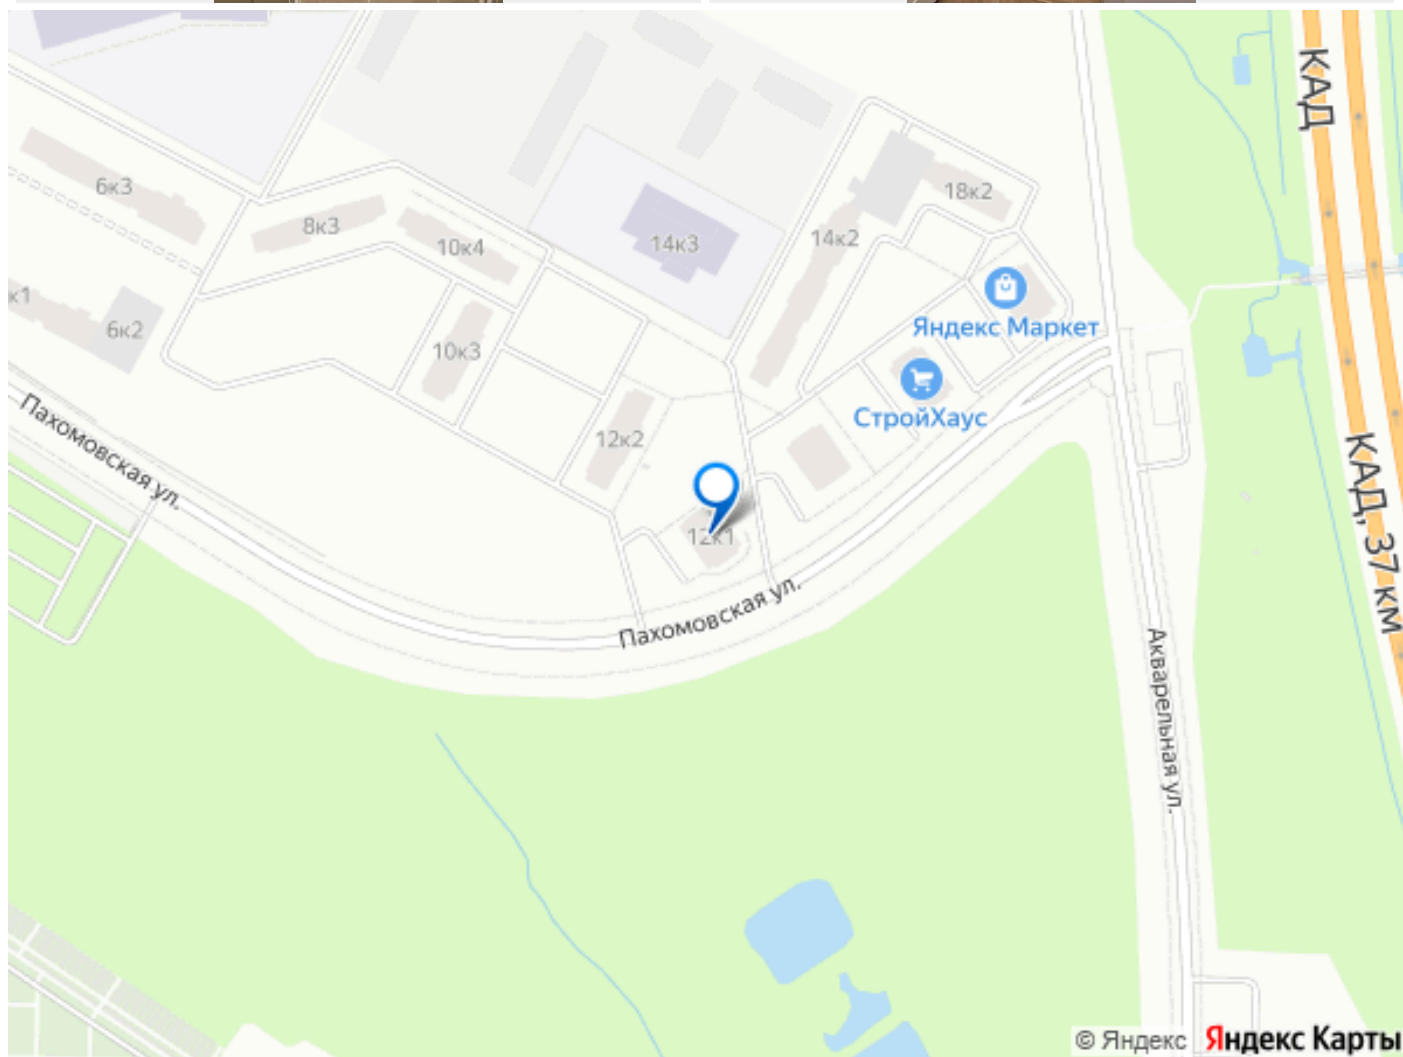 КАД
6к3
8к3
10к4
14к3
14к2
18к2
к1
6к2
10к3
Яндекс Маркет
СтройХаус
12к2
Пахомовская ул.
12к1
Пахомовская ул.
КАД, 37 км
Акварельная ул.
© Яндекс Яндекс Карты